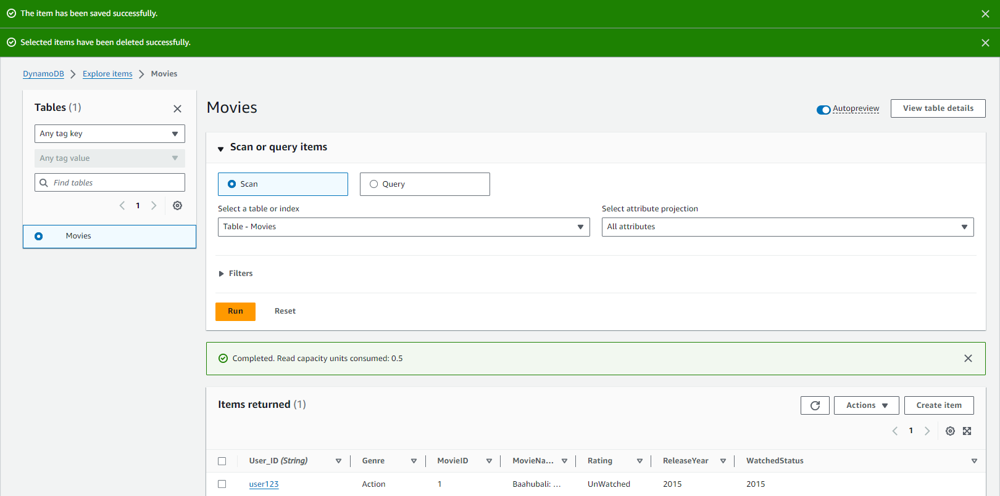 The item has been saved successfully.
Selected items have been deleted successfully.
DynamoDB > Explore items > Movies
Tables (1)
Any tag key
Any tag value
Find tables
1
Movies
Movies
Autopreview
View table details
Scan or query items
Scan
Query
Select a table or index
Select attribute projection
Table - Movies
All attributes
Filters
Run
Reset
Completed. Read capacity units consumed: 0.5
Items returned (1)
Actions
Create item
1
User_ID (String) Genre MovieID MovieNa... Rating ReleaseYear WatchedStatus
user123 Action 1 Baahubali: ... UnWatched 2015 2015